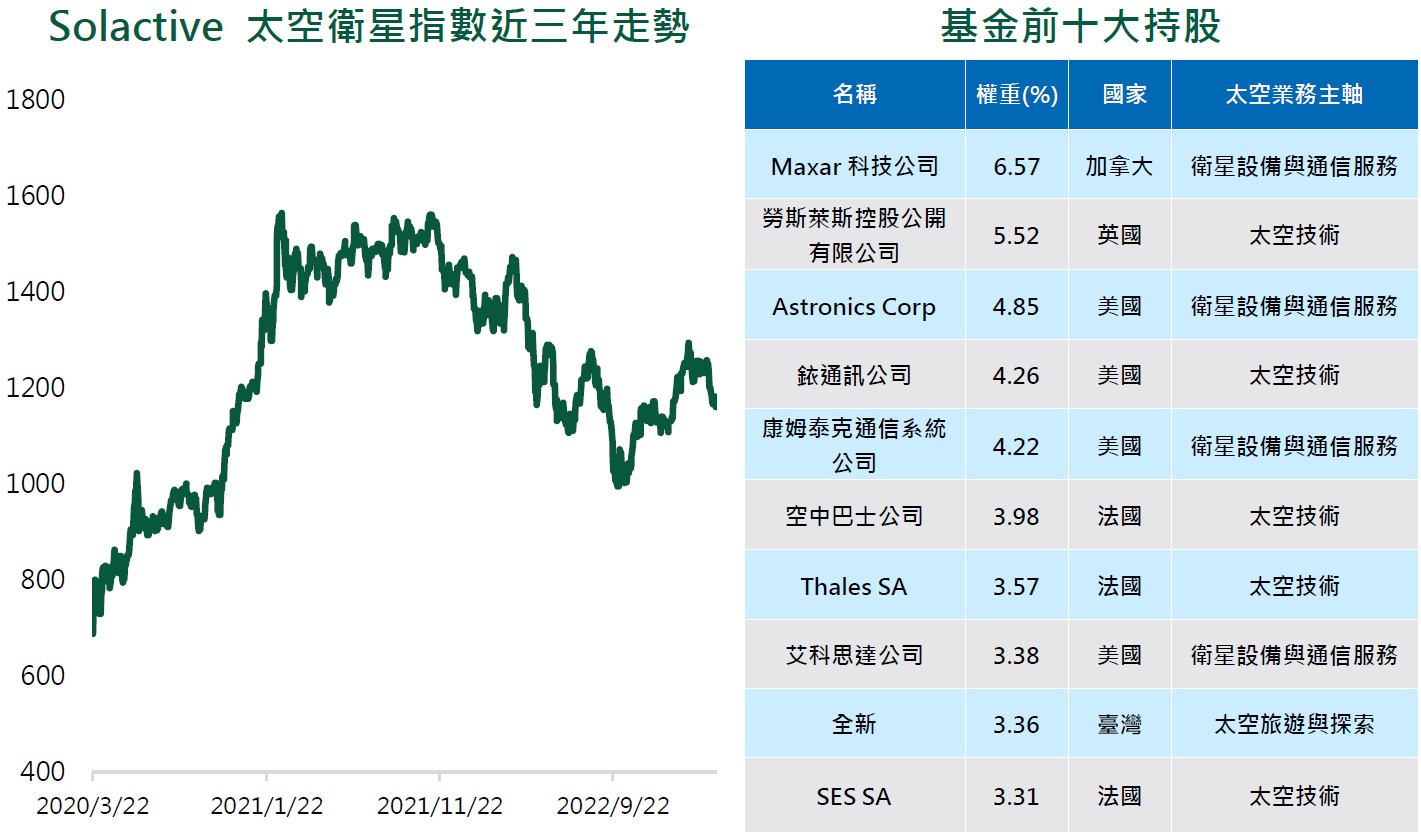 Solactive 太空衛星指數近三年走勢
1800
1600
1400
1200
1000
800
600
400
2020/3/22 2021/1/22 2021/11/22 2022/9/22
基金前十大持股
名稱 權重(%) 國家 太空業務主軸
Maxar 科技公司 6.57 加拿大 衛星設備與通信服務
勞斯萊斯控股公開
有限公司 5.52 英國 太空技術
Astronics Corp 4.85 美國 衛星設備與通信服務
銥通訊公司 4.26 美國 太空技術
康姆泰克通信系統
公司 4.22 美國 衛星設備與通信服務
空中巴士公司 3.98 法國 太空技術
Thales SA 3.57 法國 太空技術
艾科思達公司 3.38 美國 衛星設備與通信服務
全新 3.36 臺灣 太空旅遊與探索
SES SA 3.31 法國 太空技術